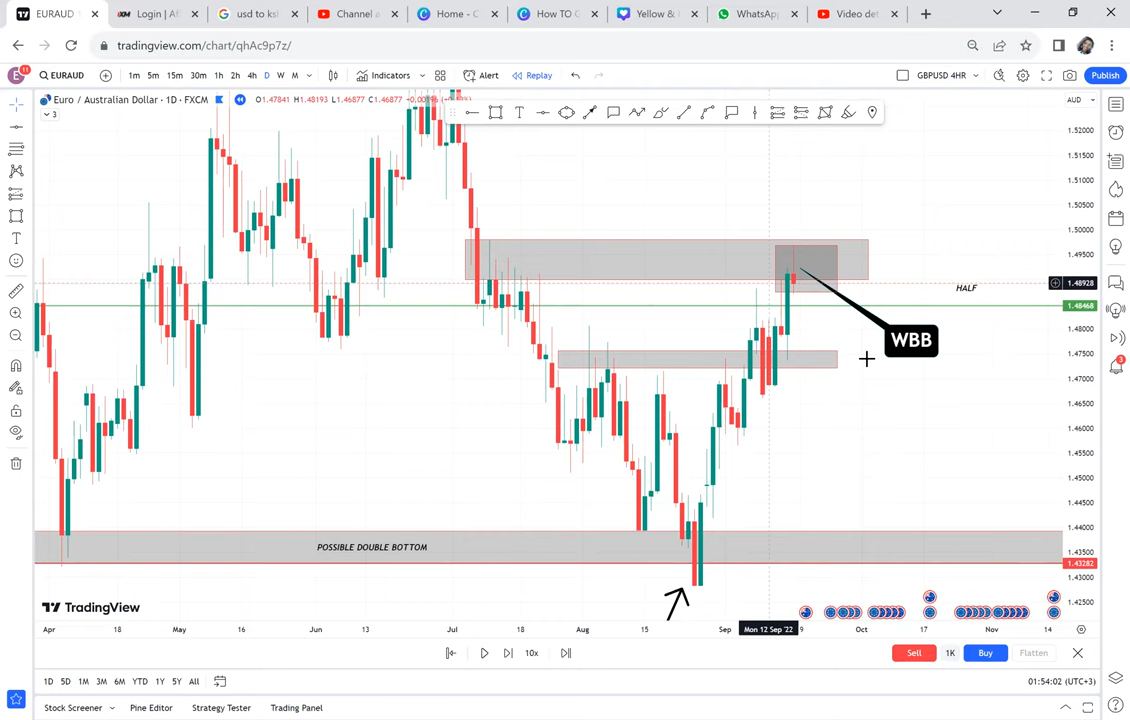 EURAUD T
Login | Af
usd to ksh
Channel a
Home - C
How TO G
Yellow &
WhatsAp
Video det
tradingview.com/chart/qhAc9p7z/
E 11 EURAUD 1m 5m 15m 30m 1h 2h 4h D W M Indicators Alert Replay GBPUSD 4HR Publish
Euro / Australian Dollar · 1D · FXCM O1.47841 H1.48193 L1.46877 C1.46877
AUD
3
1.52000
1.51500
1.51000
1.50500
1.50000
1.49500
1.48928
HALF
1.48468
1.48000
WBB
1.47500
1.47000
1.46500
1.46000
1.45500
1.45000
1.44500
1.44000
POSSIBLE DOUBLE BOTTOM
1.43500
1.43282
1.43000
1.42500
TradingView
Apr 18 May Jun 13 Jul 18 Aug 15 Sep Mon 12 Sep '22 9 Oct 17 Nov 14
10x Sell 1K Buy Flatten
1D 5D 1M 3M 6M YTD 1Y 5Y All 01:54:02 (UTC+3)
Stock Screener Pine Editor Strategy Tester Trading Panel
3